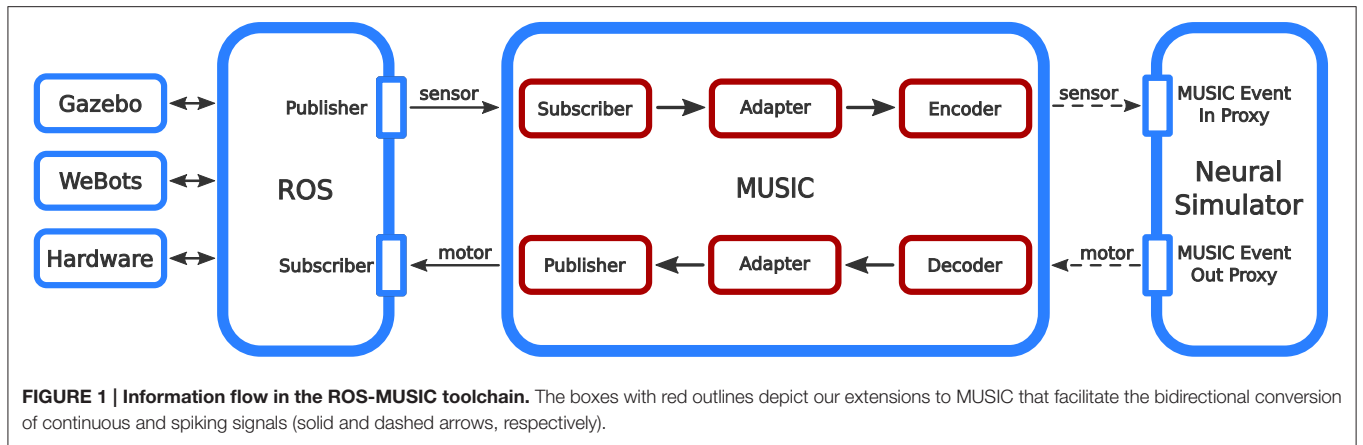 Gazebo
WeBots
Hardware
Publisher
ROS
Subscriber
sensor
motor
Subscriber
Adapter
Encoder
MUSIC
Publisher
Adapter
Decoder
sensor
motor
MUSIC Event
In Proxy
Neural
Simulator
MUSIC Event
Out Proxy
FIGURE 1 | Information flow in the ROS-MUSIC toolchain. The boxes with red outlines depict our extensions to MUSIC that facilitate the bidirectional conversion
of continuous and spiking signals (solid and dashed arrows, respectively).